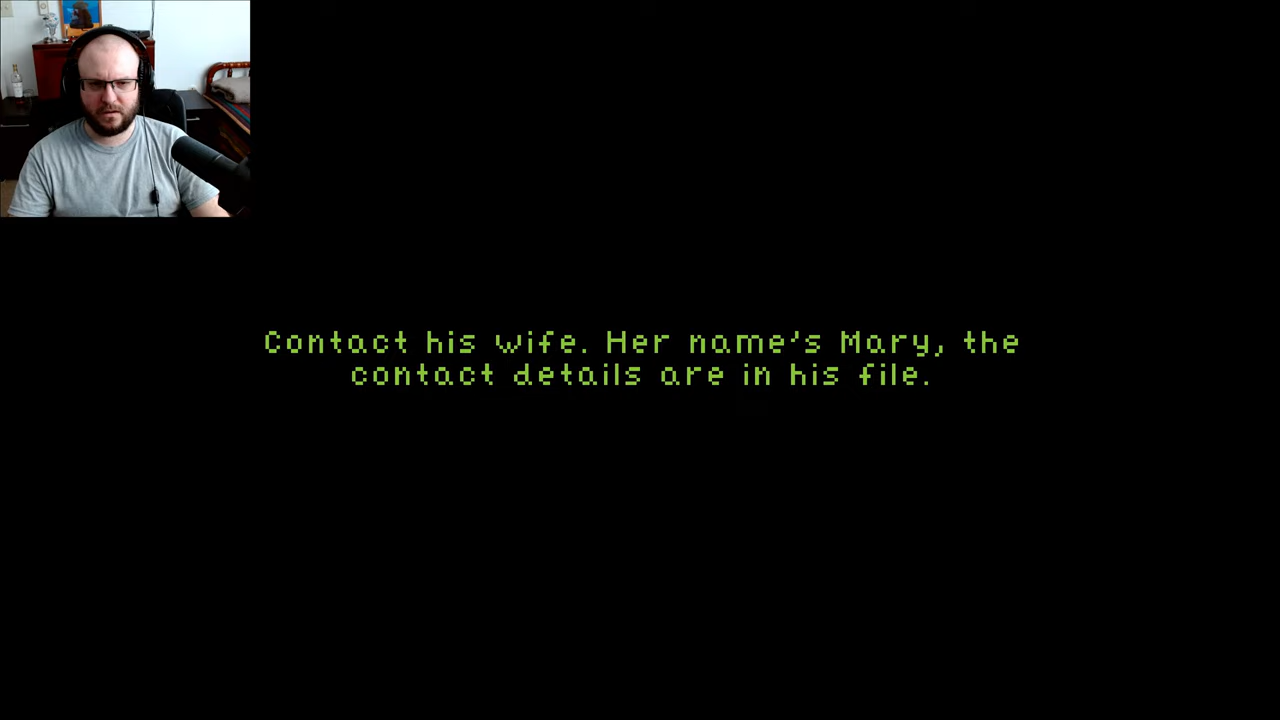 Contact his wife. Her name's Mary, the
contact details are in his file.